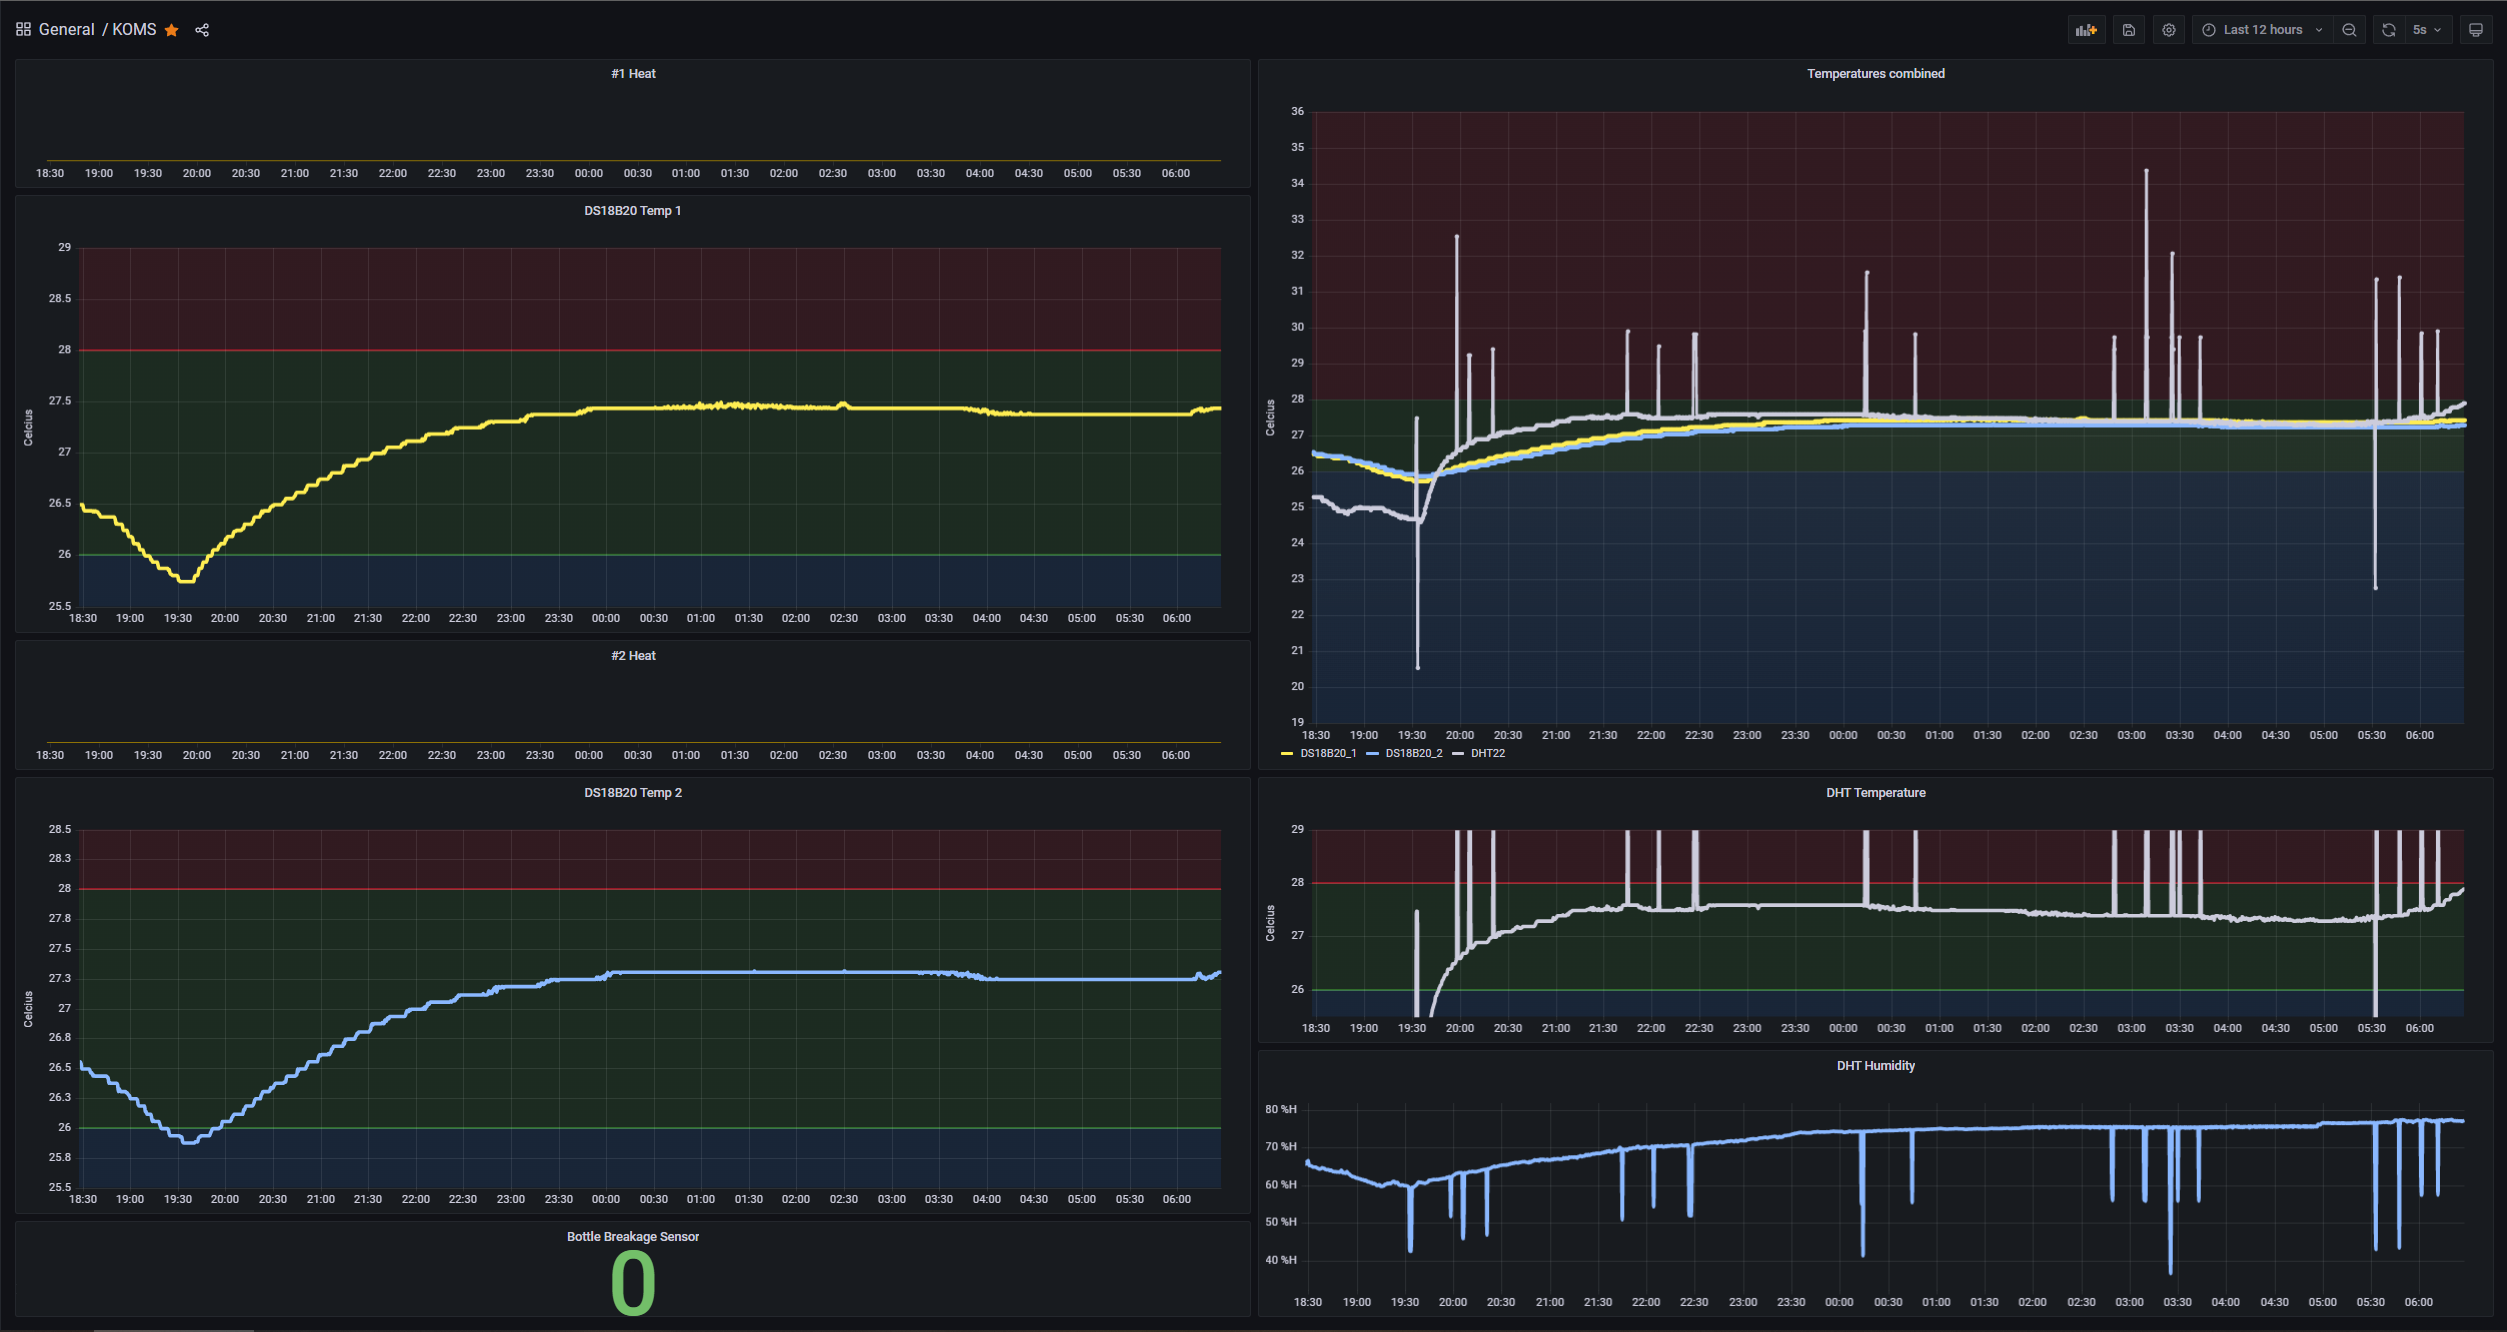 General / KOMS
Last 12 hours
5s
#1 Heat
18:30 19:00 19:30 20:00 20:30 21:00 21:30 22:00 22:30 23:00 23:30 00:00 00:30 01:00 01:30 02:00 02:30 03:00 03:30 04:00 04:30 05:00 05:30 06:00
DS18B20 Temp 1
Celcius
29
28.5
28
27.5
27
26.5
26
25.5
18:30 19:00 19:30 20:00 20:30 21:00 21:30 22:00 22:30 23:00 23:30 00:00 00:30 01:00 01:30 02:00 02:30 03:00 03:30 04:00 04:30 05:00 05:30 06:00
#2 Heat
18:30 19:00 19:30 20:00 20:30 21:00 21:30 22:00 22:30 23:00 23:30 00:00 00:30 01:00 01:30 02:00 02:30 03:00 03:30 04:00 04:30 05:00 05:30 06:00
DS18B20 Temp 2
Celcius
28.5
28.3
28
27.8
27.5
27.3
27
26.8
26.5
26.3
26
25.8
25.5
18:30 19:00 19:30 20:00 20:30 21:00 21:30 22:00 22:30 23:00 23:30 00:00 00:30 01:00 01:30 02:00 02:30 03:00 03:30 04:00 04:30 05:00 05:30 06:00
Bottle Breakage Sensor
0
Temperatures combined
Celcius
36
35
34
33
32
31
30
29
28
27
26
25
24
23
22
21
20
19
18:30 19:00 19:30 20:00 20:30 21:00 21:30 22:00 22:30 23:00 23:30 00:00 00:30 01:00 01:30 02:00 02:30 03:00 03:30 04:00 04:30 05:00 05:30 06:00
DS18B20_1 DS18B20_2 DHT22
DHT Temperature
Celcius
29
28
27
26
18:30 19:00 19:30 20:00 20:30 21:00 21:30 22:00 22:30 23:00 23:30 00:00 00:30 01:00 01:30 02:00 02:30 03:00 03:30 04:00 04:30 05:00 05:30 06:00
DHT Humidity
80 %H
70 %H
60 %H
50 %H
40 %H
18:30 19:00 19:30 20:00 20:30 21:00 21:30 22:00 22:30 23:00 23:30 00:00 00:30 01:00 01:30 02:00 02:30 03:00 03:30 04:00 04:30 05:00 05:30 06:00